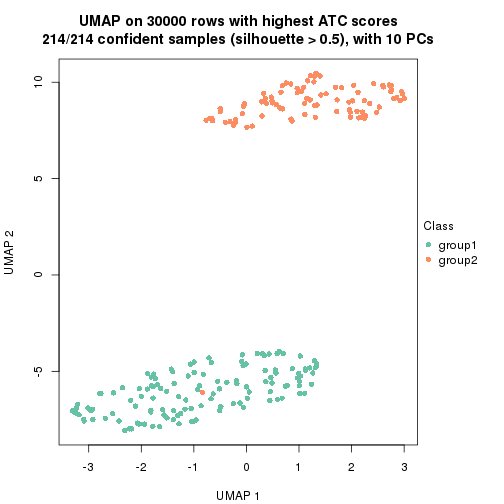 UMAP on 30000 rows with highest ATC scores
214/214 confident samples (silhouette > 0.5), with 10 PCs
10
5
0
-5
UMAP 2
-3
-2
-1
0
1
2
3
UMAP 1
Class
group1
group2